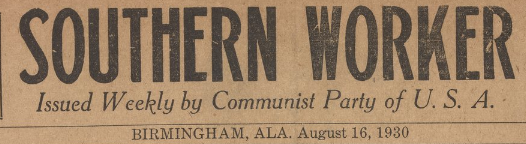 SOUTHERN WORKER
Issued Weekly by Communist Party of U. S. A.
BIRMINGHAM, ALA. August 16, 1930